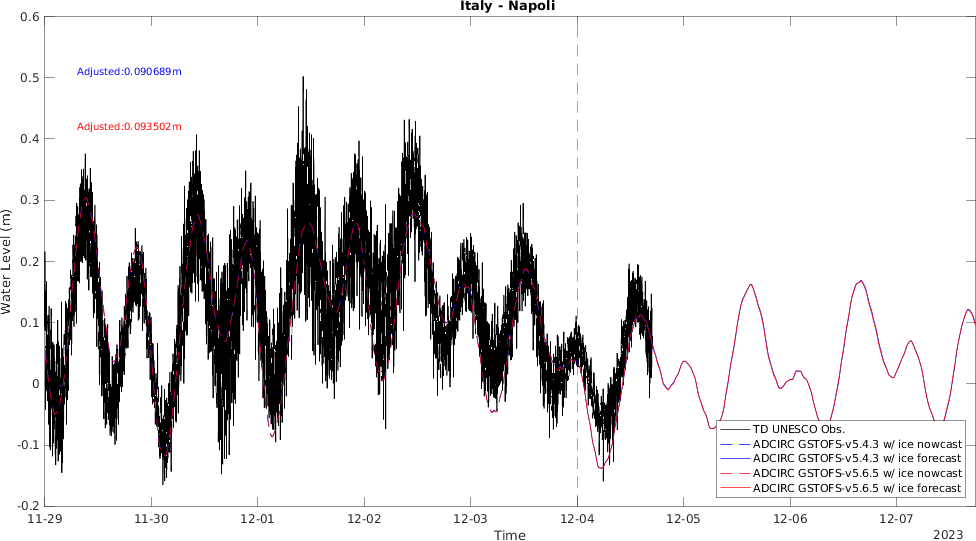 Italy - Napoli
0.6
0.5
0.4
0.3
0.2
0.1
0
-0.1
-0.2
Water Level (m)
Adjusted:0.090689m
Adjusted:0.093502m
TD UNESCO Obs.
ADCIRC GSTOFS-v5.4.3 w/ ice nowcast
ADCIRC GSTOFS-v5.4.3 w/ ice forecast
ADCIRC GSTOFS-v5.6.5 w/ ice nowcast
ADCIRC GSTOFS-v5.6.5 w/ ice forecast
11-29 11-30 12-01 12-02 12-03 12-04 12-05 12-06 12-07
Time
2023